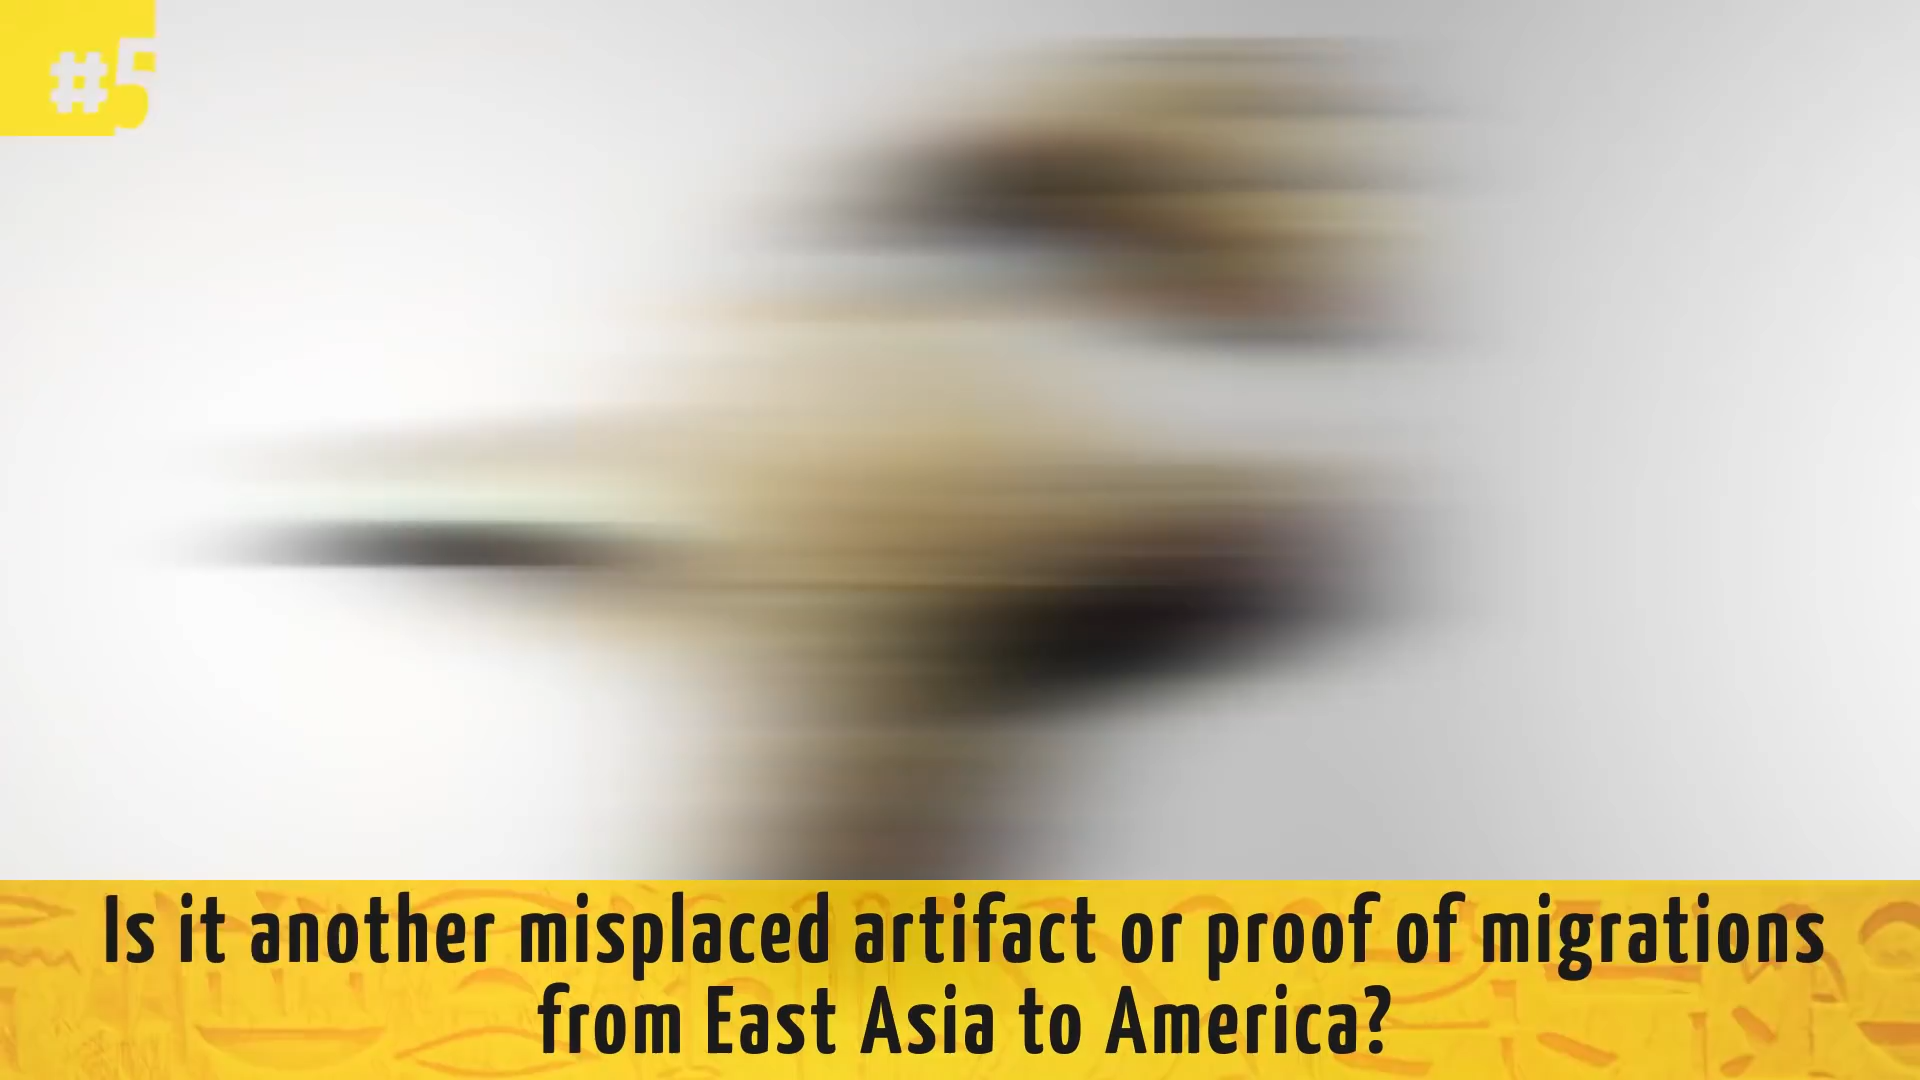 #5
Is it another misplaced artifact or proof of migrations
from East Asia to America?